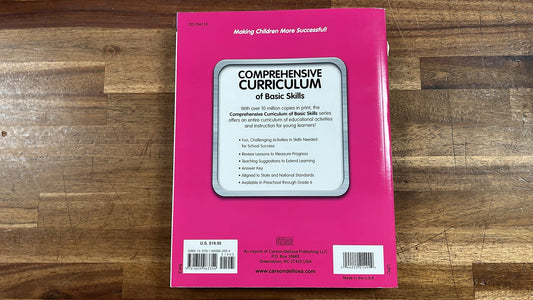 CD-704110
Making Children More Successful!
COMPREHENSIVE
CURRICULUM
of Basic Skills
With over 10 million copies in print, the
Comprehensive Curriculum of Basic Skills series
offers an entire curriculum of educational activities
and instruction for young learners!
• Fun, Challenging Activities in Skills Needed
for School Success
• Review Lessons to Measure Progress
• Teaching Suggestions to Extend Learning
• Answer Key
• Aligned to State and National Standards
• Available in Preschool through Grade 6
U.S. $19.95
EAN
An imprint of Carson-Dellosa Publishing LLC
P.O. Box 35665
Greensboro, NC 27425 USA
www.carsondellosa.com
Made in the U.S.A.
UPC